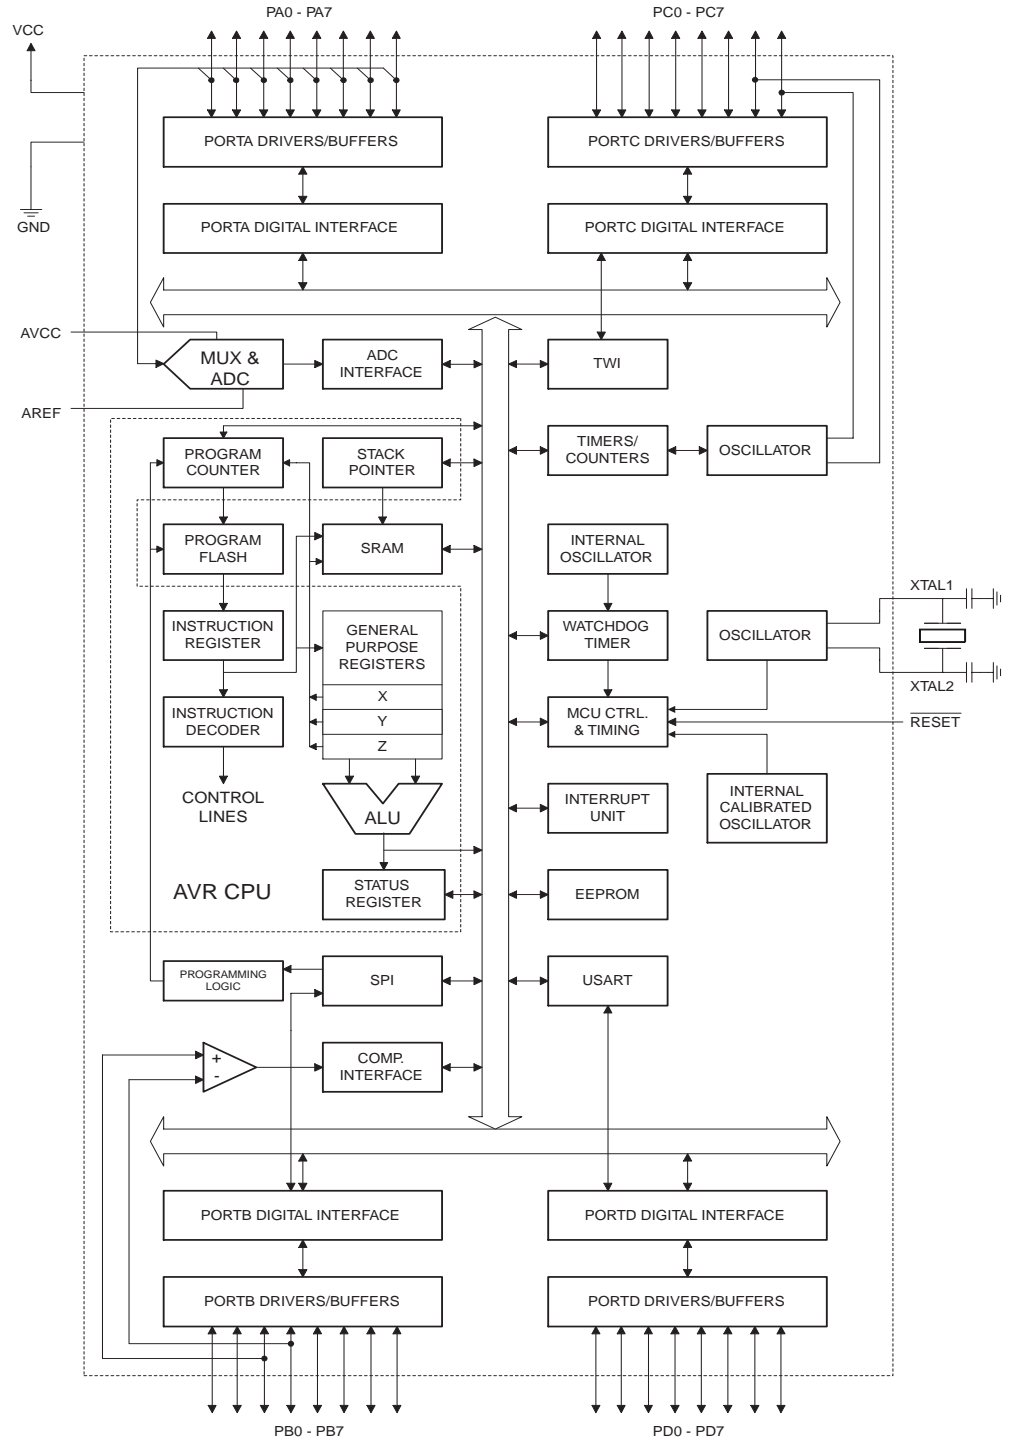 PA0 - PA7
PC0 - PC7
VCC
PORTA DRIVERS/BUFFERS
PORTC DRIVERS/BUFFERS
GND
PORTA DIGITAL INTERFACE
PORTC DIGITAL INTERFACE
AVCC
MUX &
ADC
ADC
INTERFACE
TWI
AREF
PROGRAM
COUNTER
STACK
POINTER
TIMERS/
COUNTERS
OSCILLATOR
PROGRAM
FLASH
SRAM
INTERNAL
OSCILLATOR
XTAL1
INSTRUCTION
REGISTER
GENERAL
PURPOSE
REGISTERS
WATCHDOG
TIMER
OSCILLATOR
XTAL2
X
INSTRUCTION
DECODER
Y
Z
MCU CTRL.
& TIMING
RESET
CONTROL
LINES
ALU
INTERRUPT
UNIT
INTERNAL
CALIBRATED
OSCILLATOR
AVR CPU
STATUS
REGISTER
EEPROM
PROGRAMMING
LOGIC
SPI
USART
+
-
COMP.
INTERFACE
PORTB DIGITAL INTERFACE
PORTD DIGITAL INTERFACE
PORTB DRIVERS/BUFFERS
PORTD DRIVERS/BUFFERS
PB0 - PB7
PD0 - PD7